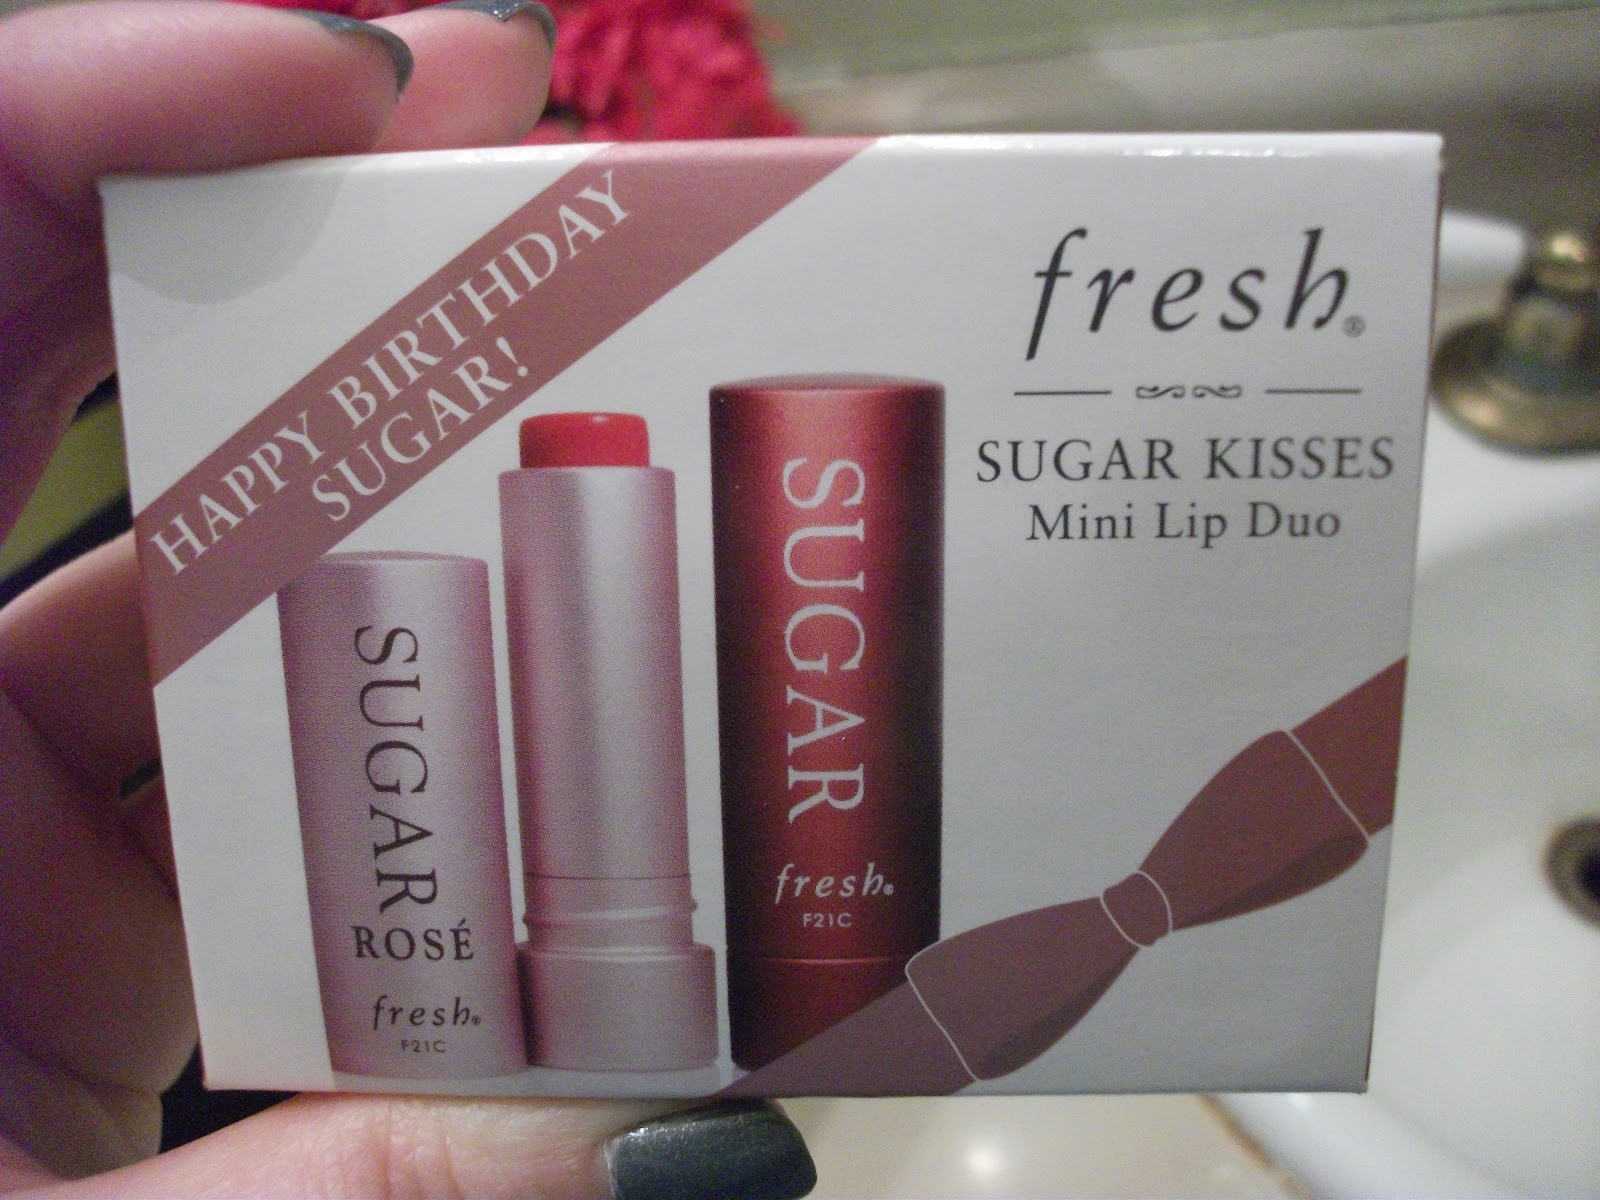 HAPPY BIRTHDAY
SUGAR!
fresh®
SUGAR KISSES
Mini Lip Duo
SUGAR
ROSÉ
fresh®
F21C
SUGAR
fresh®
F21C